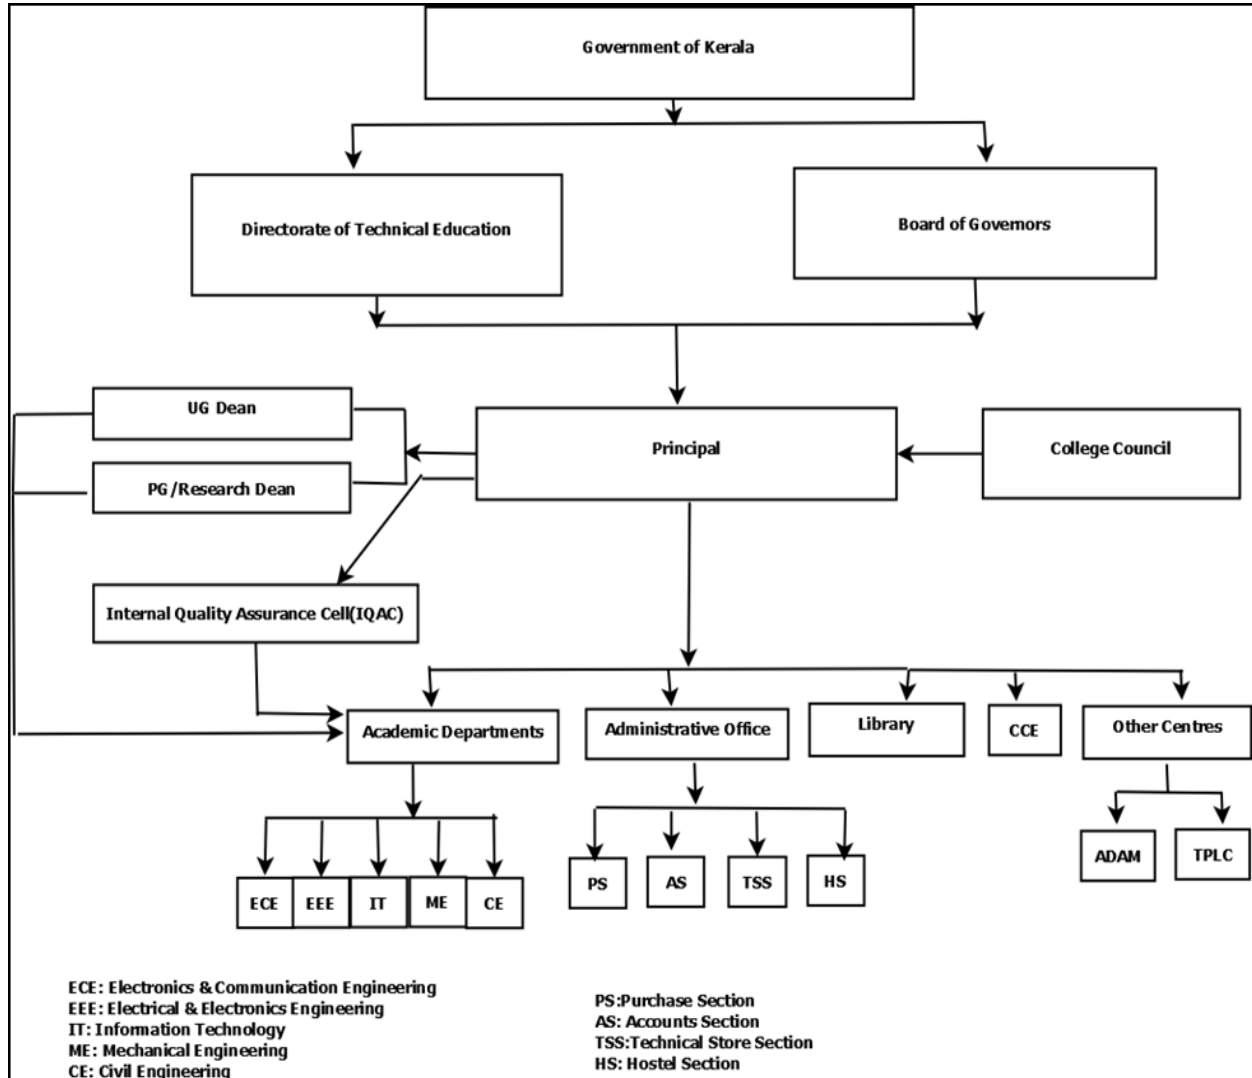 Government of Kerala
Directorate of Technical Education
Board of Governors
UG Dean
Principal
College Council
PG/Research Dean
Internal Quality Assurance Cell(IQAC)
Academic Departments
Administrative Office
Library
CCE
Other Centres
ECE
EEE
IT
ME
CE
PS
AS
TSS
HS
ADAM
TPLC
ECE: Electronics & Communication Engineering
EEE: Electrical & Electronics Engineering
IT: Information Technology
ME: Mechanical Engineering
CE: Civil Engineering
PS:Purchase Section
AS: Accounts Section
TSS:Technical Store Section
HS: Hostel Section